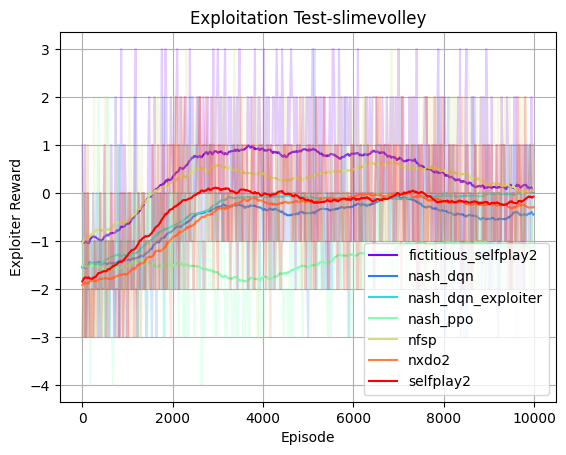 Exploitation Test-slimevolley
3
2
1
0
−1
−2
−3
−4
Exploiter Reward
fictitious_selfplay2
nash_dqn
nash_dqn_exploiter
nash_ppo
nfsp
nxdo2
selfplay2
0 2000 4000 6000 8000 10000
Episode